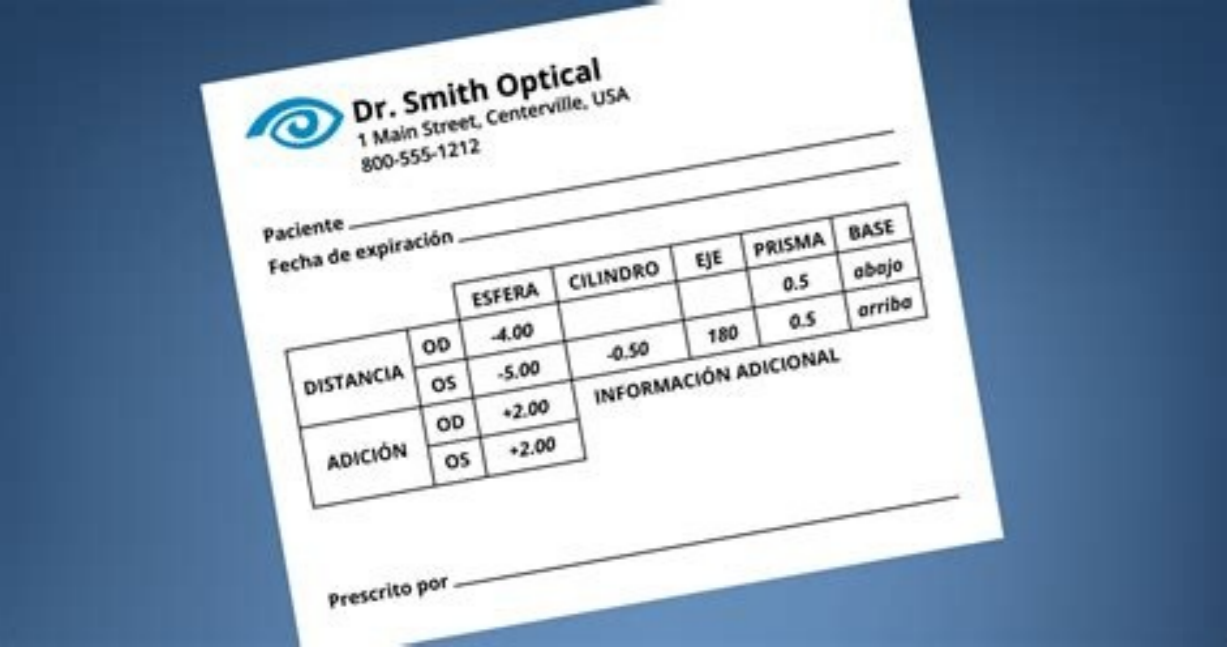 Dr. Smith Optical
1 Main Street, Centerville, USA
800-555-1212
Paciente
Fecha de expiración
ESFERA CILINDRO EJE PRISMA BASE
DISTANCIA OD -4.00 0.5 abajo
OS -5.00 -0.50 180 0.5 arriba
ADICIÓN OD +2.00
OS +2.00
INFORMACIÓN ADICIONAL
Prescrito por